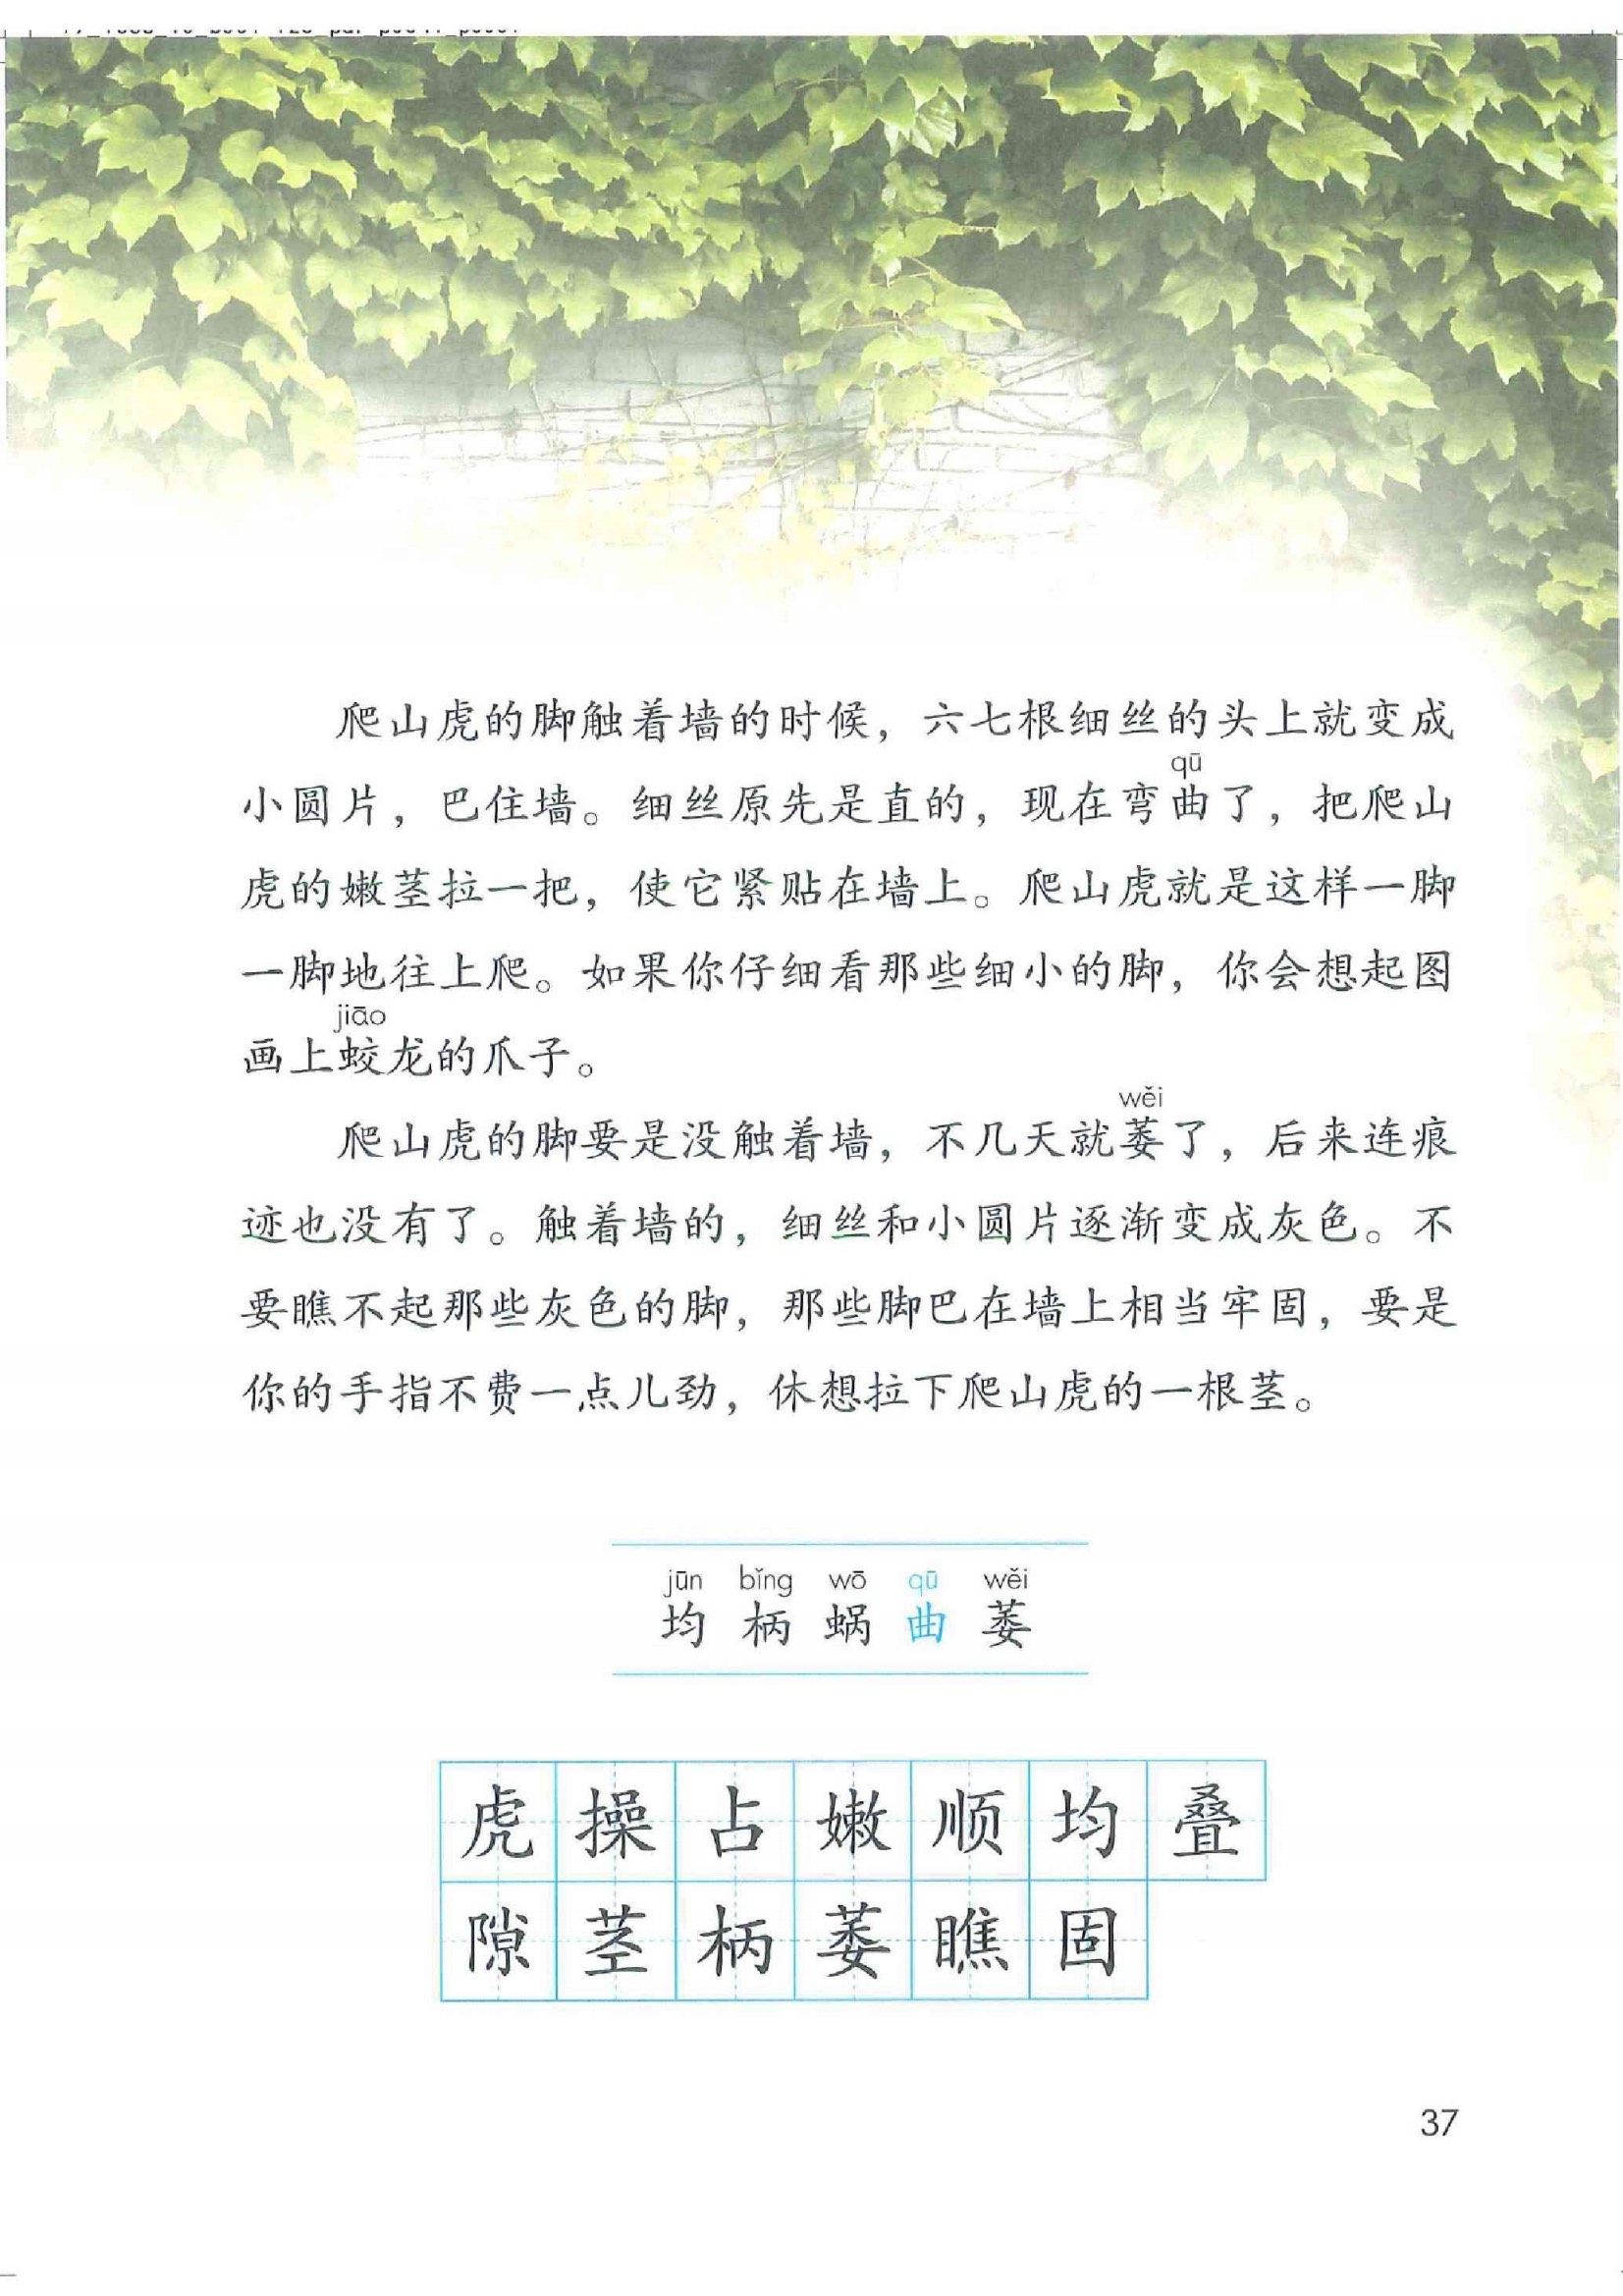 爬山虎的脚触着墙的时候，六七根细丝的头上就变成
qū
小圆片，巴住墙。细丝原先是直的，现在弯曲了，把爬山
虎的嫩茎拉一把，使它紧贴在墙上。爬山虎就是这样一脚
一脚地往上爬。如果你仔细看那些细小的脚，你会想起图
jiāo
画上蛟龙的爪子。
wěi
爬山虎的脚要是没触着墙，不几天就萎了，后来连痕
迹也没有了。触着墙的，细丝和小圆片逐渐变成灰色。不
要瞧不起那些灰色的脚，那些脚巴在墙上相当牢固，要是
你的手指不费一点儿劲，休想拉下爬山虎的一根茎。
jūn bǐng wō qū wěi
均 柄 蜗 曲 萎
虎 操 占 嫩 顺 均 叠
隙 茎 柄 萎 瞧 固
37